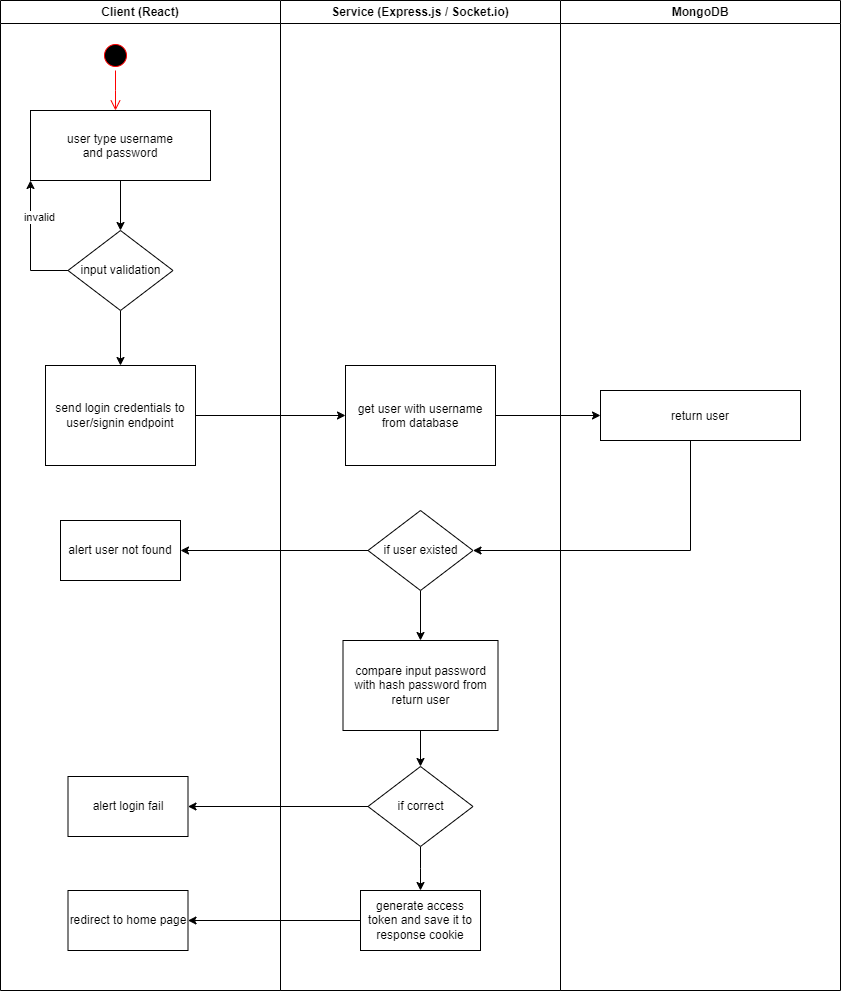 Client (React)
Service (Express.js / Socket.io)
MongoDB
user type username
and password
invalid
input validation
send login credentials to
user/signin endpoint
get user with username
from database
return user
alert user not found
if user existed
compare input password
with hash password from
return user
alert login fail
if correct
redirect to home page
generate access
token and save it to
response cookie